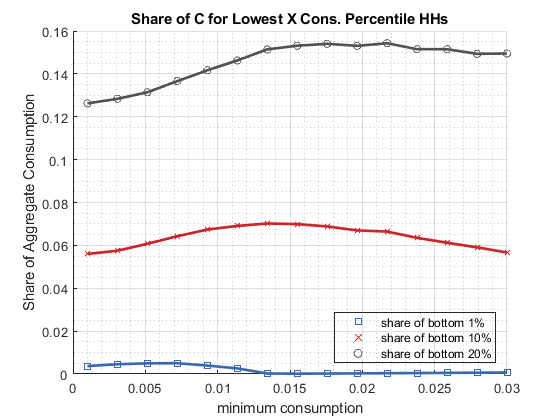 Share of C for Lowest X Cons. Percentile HHs
Share of Aggregate Consumption
0.16
0.14
0.12
0.1
0.08
0.06
0.04
0.02
0
share of bottom 1%
share of bottom 10%
share of bottom 20%
0 0.005 0.01 0.015 0.02 0.025 0.03
minimum consumption